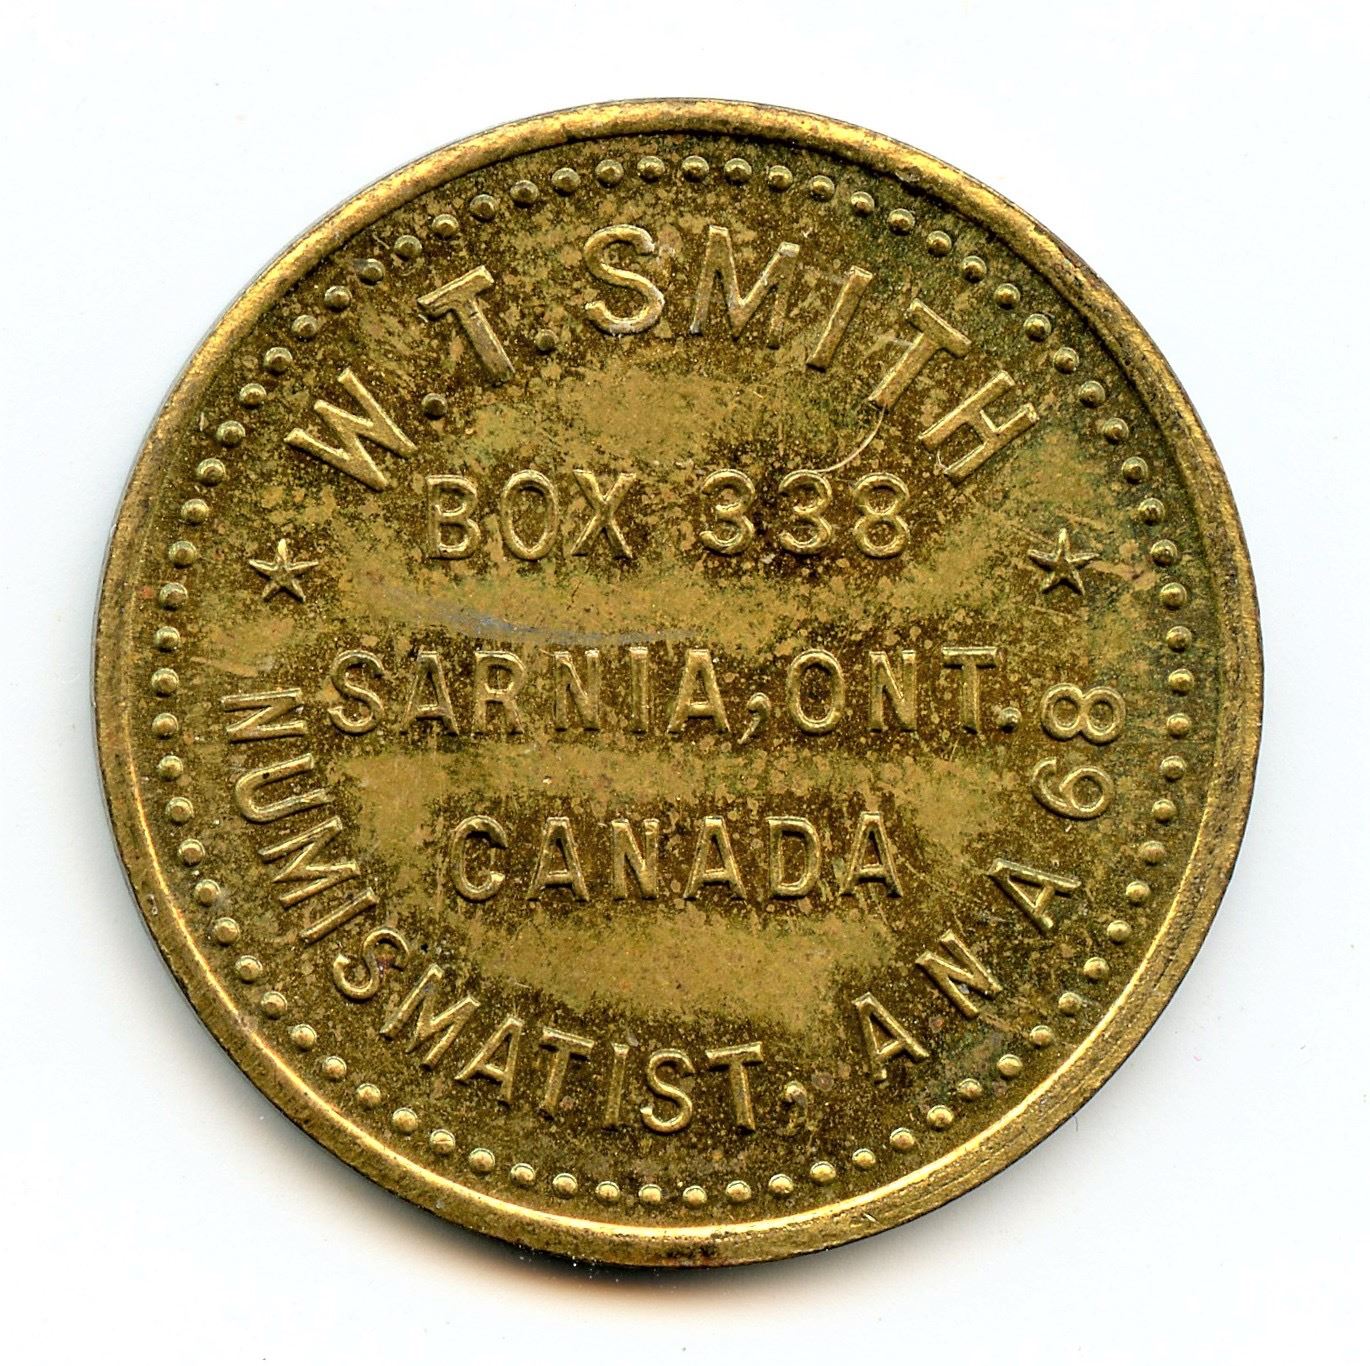 W. T. SMITH
BOX 338
SARNIA, ONT.
CANADA
NUMISMATIST, ANA 68